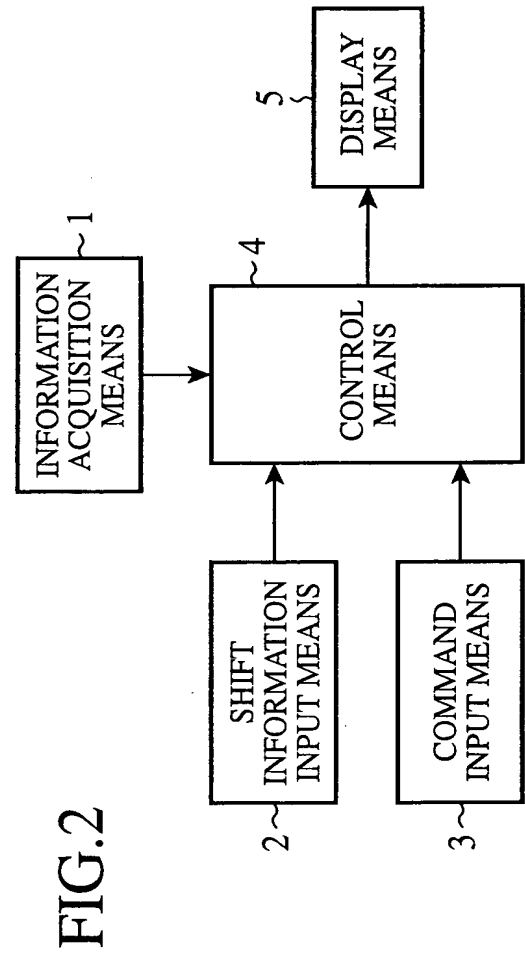 FIG.2
1
INFORMATION
ACQUISITION
MEANS
2
SHIFT
INFORMATION
INPUT MEANS
4
CONTROL
MEANS
5
DISPLAY
MEANS
3
COMMAND
INPUT MEANS